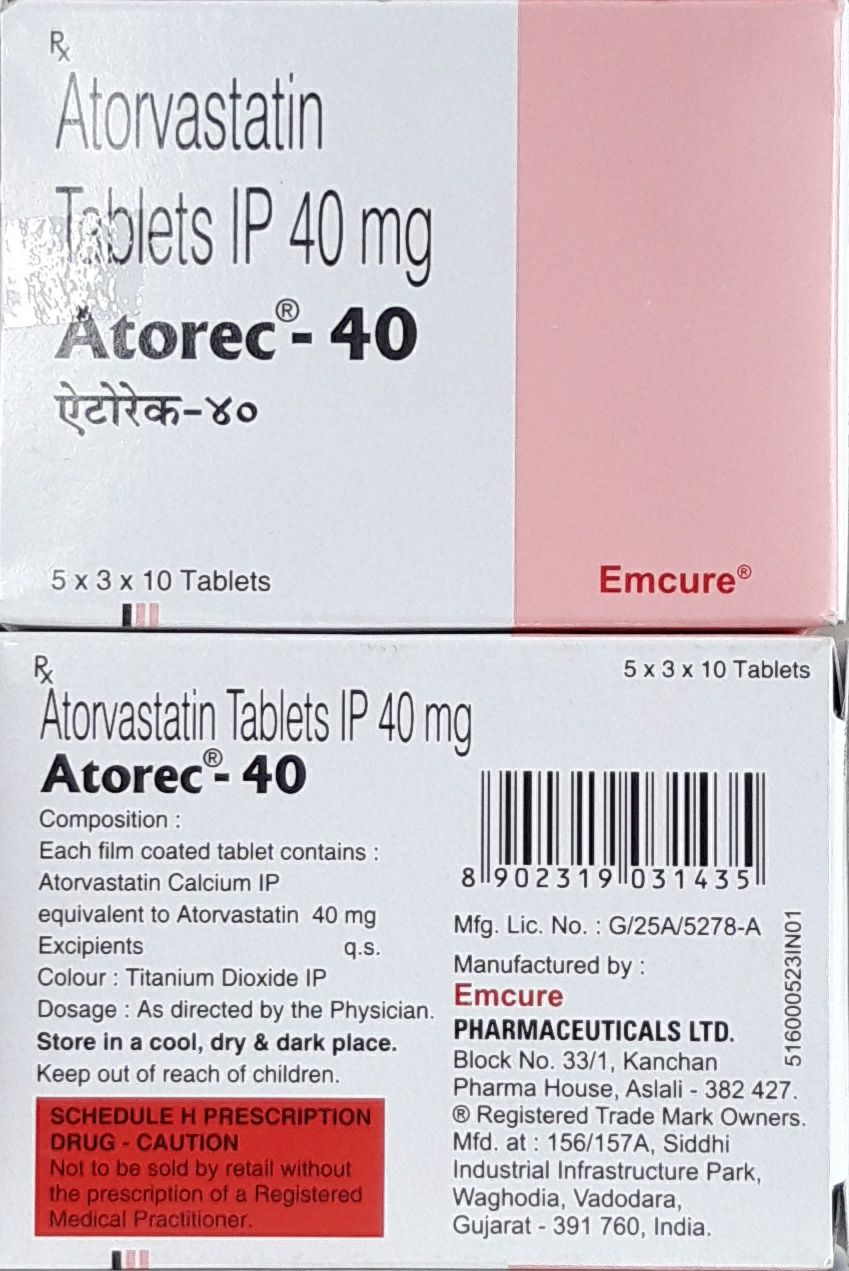 Rx
Atorvastatin
Tablets IP 40 mg
Atorec®- 40
ऐटोरेक-४०
5 x 3 x 10 Tablets
Emcure®
Rx
5 x 3 x 10 Tablets
Atorvastatin Tablets IP 40 mg
Atorec®- 40
Composition :
Each film coated tablet contains :
Atorvastatin Calcium IP
equivalent to Atorvastatin 40 mg
Excipients q.s.
Colour : Titanium Dioxide IP
Dosage : As directed by the Physician.
Store in a cool, dry & dark place.
Keep out of reach of children.
SCHEDULE H PRESCRIPTION
DRUG - CAUTION
Not to be sold by retail without
the prescription of a Registered
Medical Practitioner.
8 902319 031435
Mfg. Lic. No. : G/25A/5278-A
Manufactured by :
Emcure
PHARMACEUTICALS LTD.
Block No. 33/1, Kanchan
Pharma House, Aslali - 382 427.
® Registered Trade Mark Owners.
Mfd. at : 156/157A, Siddhi
Industrial Infrastructure Park,
Waghodia, Vadodara,
Gujarat - 391 760, India.
516000523IN01